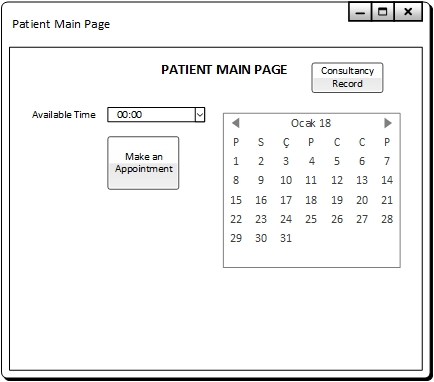 Patient Main Page
PATIENT MAIN PAGE
Consultancy
Record
Available Time 00:00
Make an
Appointment
Ocak 18
P S Ç P C C P
1 2 3 4 5 6 7
8 9 10 11 12 13 14
15 16 17 18 19 20 21
22 23 24 25 26 27 28
29 30 31